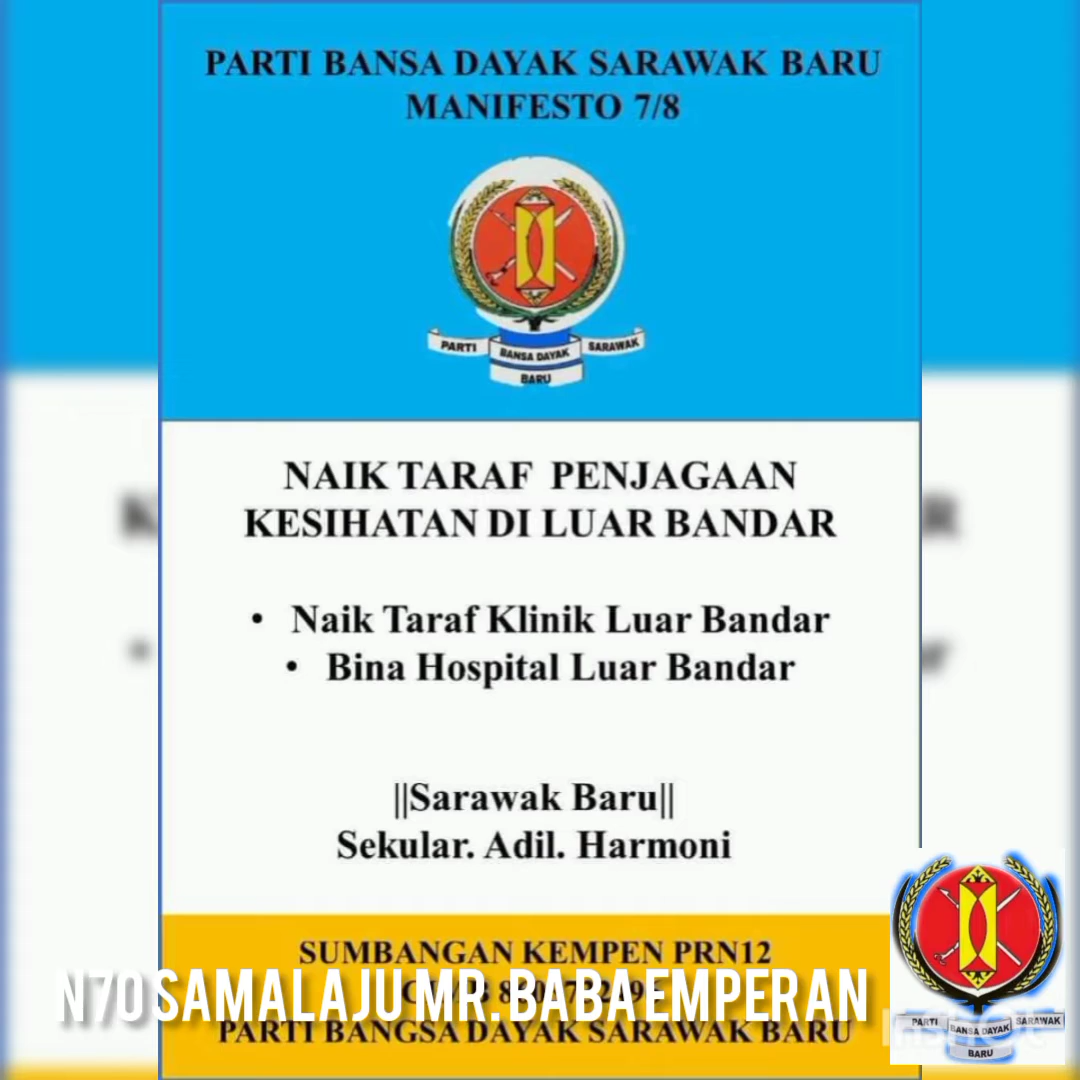 PARTI BANSA DAYAK SARAWAK BARU
MANIFESTO 7/8
PARTI BANSA DAYAK SARAWAK
BARU
NAIK TARAF PENJAGAAN
KESIHATAN DI LUAR BANDAR
• Naik Taraf Klinik Luar Bandar
• Bina Hospital Luar Bandar
||Sarawak Baru||
Sekular. Adil. Harmoni
SUMBANGAN KEMPEN PRN12
N70 SAMALAJU MR. BABA EMPERAN
PARTI BANGSA DAYAK SARAWAK BARU
PARTI BANSA DAYAK SARAWAK
BARU